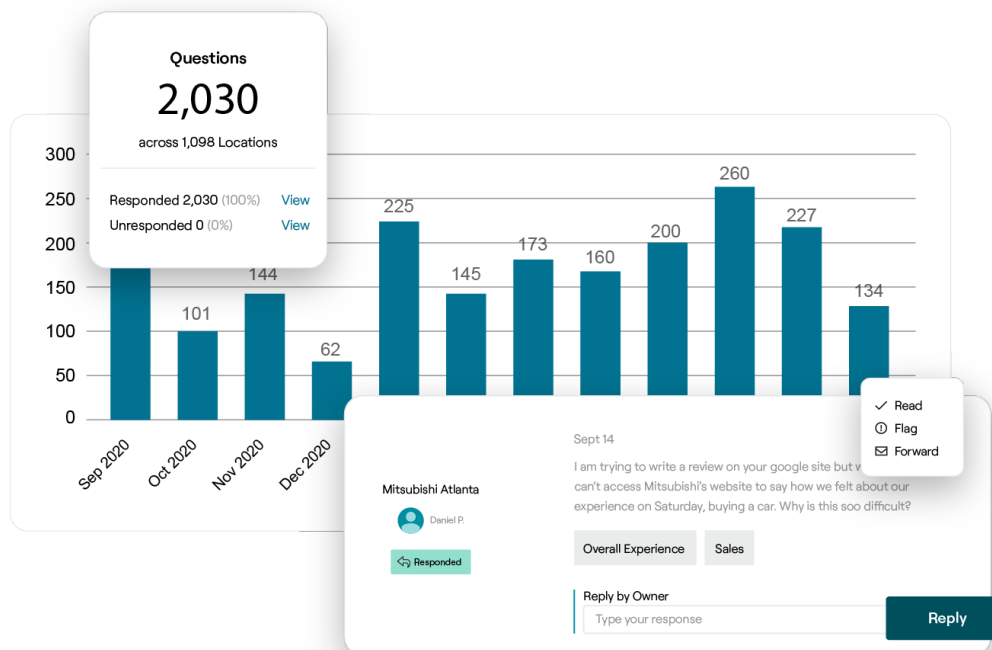 Questions
2,030
across 1,098 Locations
Responded 2,030 (100%) View
Unresponded 0 (0%) View
300
250
200
150
100
50
0
101
144
62
225
145
173
160
200
260
227
134
Sep 2020
Oct 2020
Nov 2020
Dec 2020
Read
Flag
Forward
Mitsubishi Atlanta
Daniel P.
Responded
Sept 14
I am trying to write a review on your google site but
can't access Mitsubishi's website to say how we felt about our
experience on Saturday, buying a car. Why is this soo difficult?
Overall Experience
Sales
Reply by Owner
Type your response
Reply